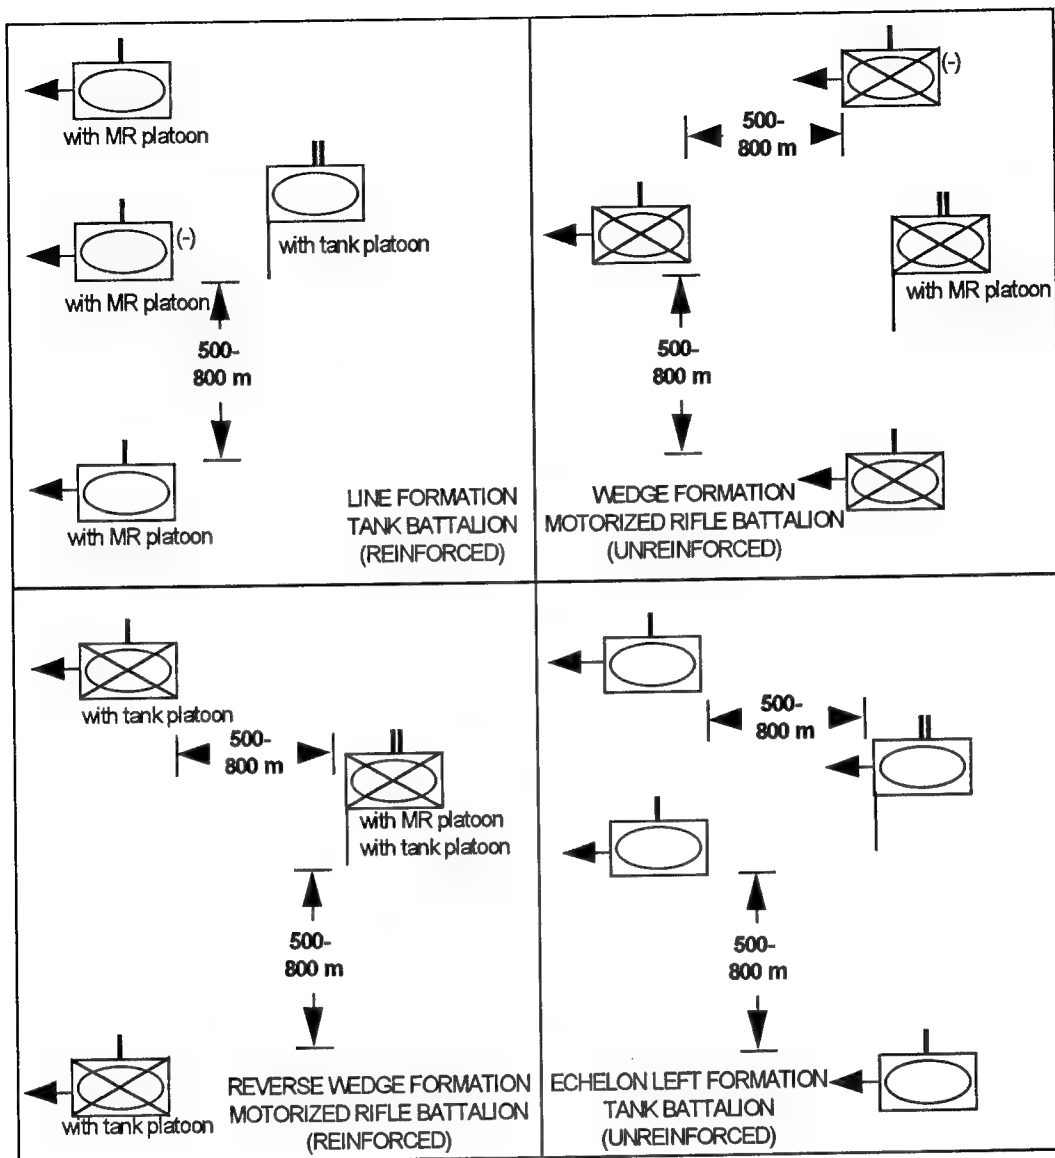 with MR platoon
with tank platoon
(-)
with MR platoon
500-
800 m
with MR platoon
LINE FORMATION
TANK BATTALION
(REINFORCED)
(-)
500-
800 m
with MR platoon
500-
800 m
WEDGE FORMATION
MOTORIZED RIFLE BATTALION
(UNREINFORCED)
with tank platoon
500-
800 m
with MR platoon
with tank platoon
500-
800 m
with tank platoon
REVERSE WEDGE FORMATION
MOTORIZED RIFLE BATTALION
(REINFORCED)
500-
800 m
500-
800 m
ECHELON LEFT FORMATION
TANK BATTALION
(UNREINFORCED)